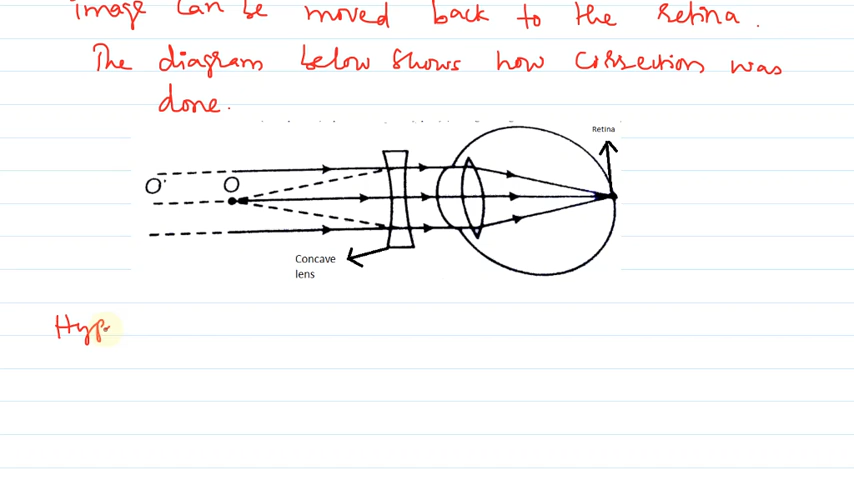 image can be moved back to the retina.
The diagram below shows how correction was
done.
Retina
O'
O
Concave
lens
Hyp